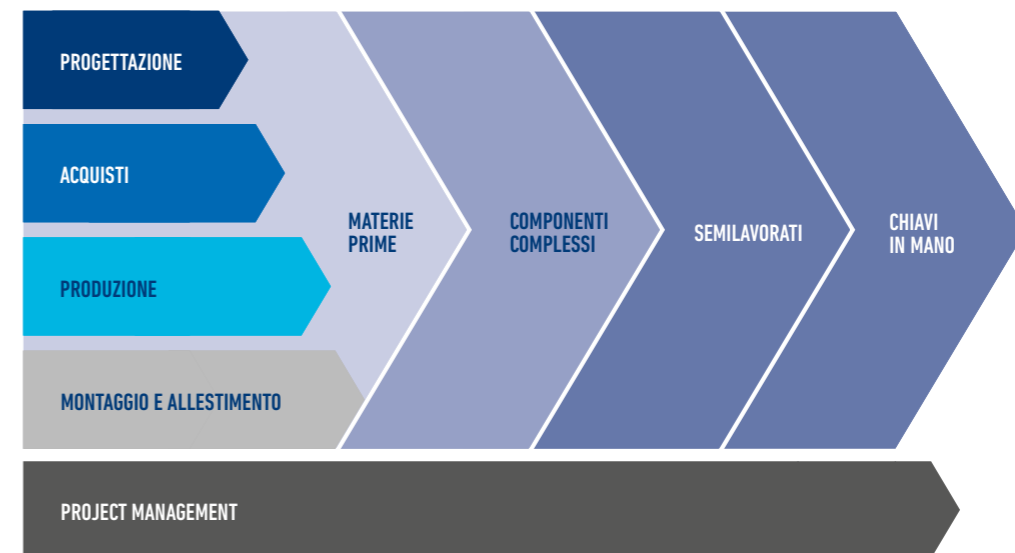 PROGETTAZIONE
ACQUISTI
PRODUZIONE
MONTAGGIO E ALLESTIMENTO
MATERIE
PRIME
COMPONENTI
COMPLESSI
SEMILAVORATI
CHIAVI
IN MANO
PROJECT MANAGEMENT